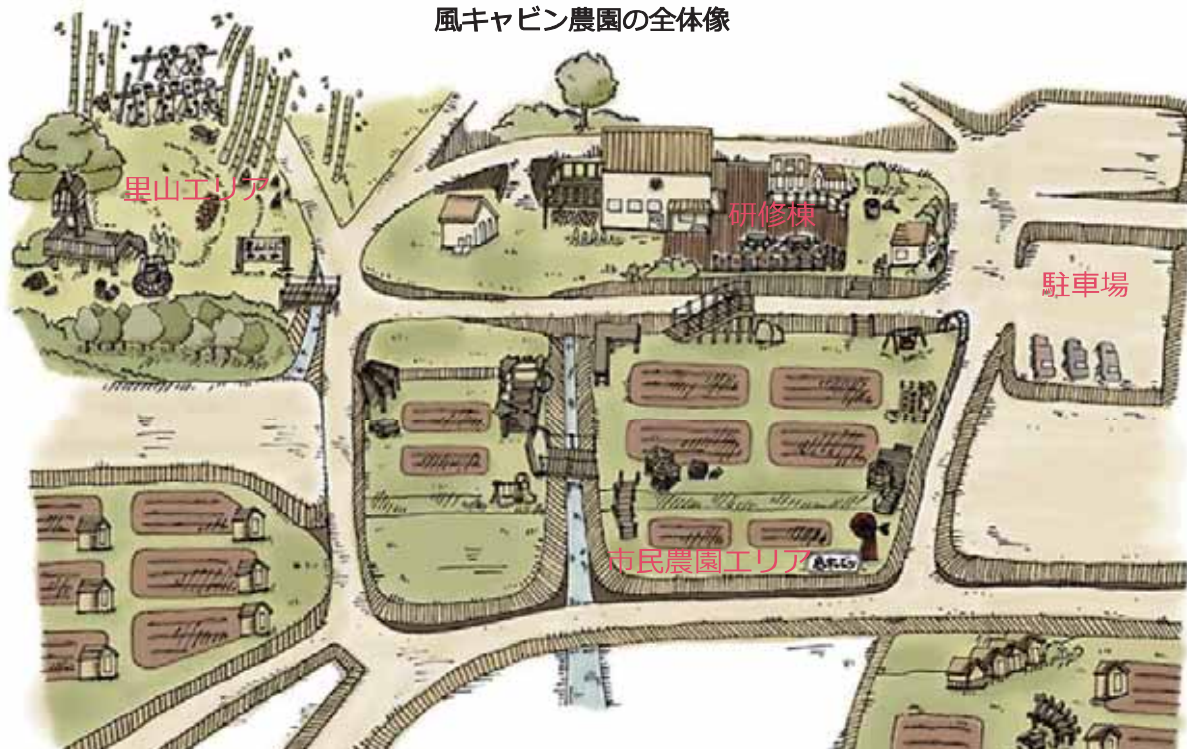 風キャビン農園の全体像
里山エリア
研修棟
駐車場
市民農園エリア